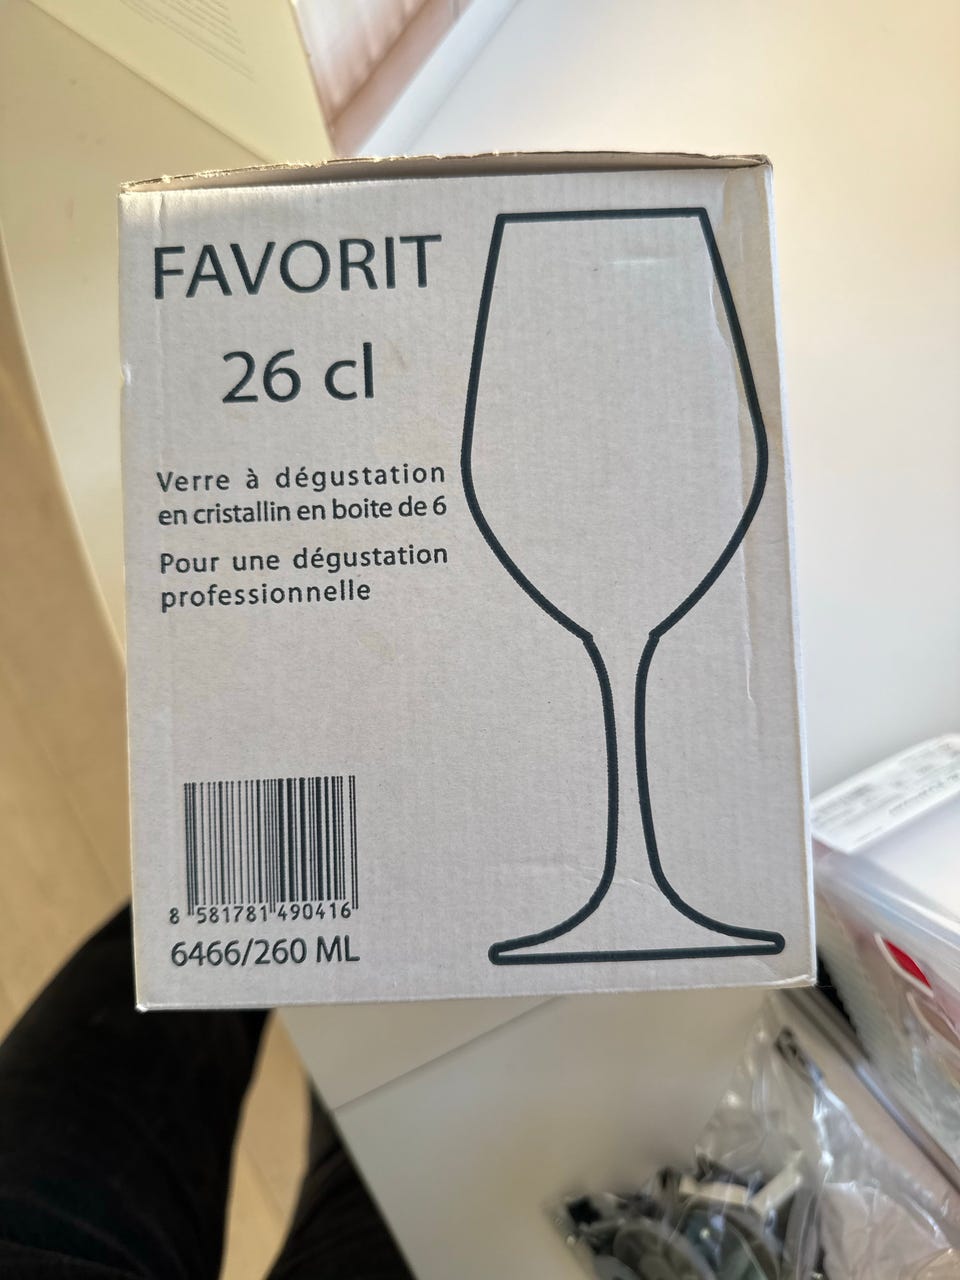 FAVORIT
26 cl
Verre à dégustation
en cristallin en boite de 6
Pour une dégustation
professionnelle
8 581781 490416
6466/260 ML